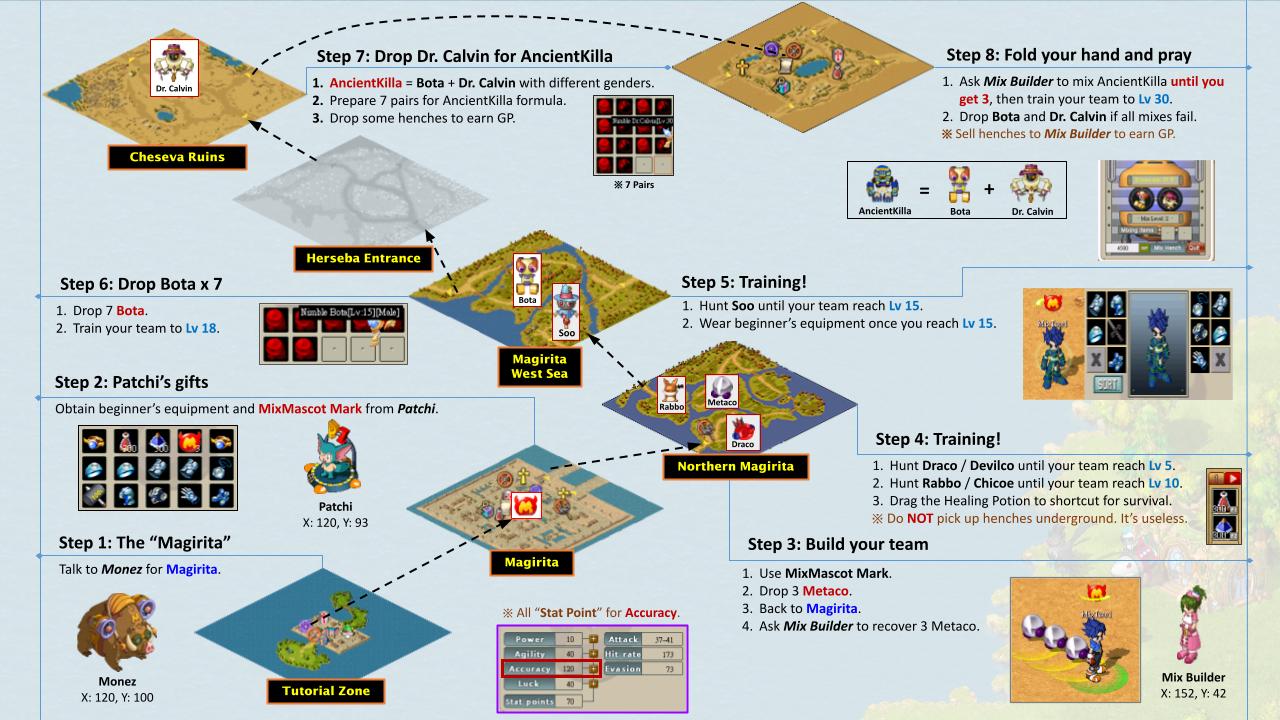 Step 1: The “Magirita”
Talk to Monez for Magirita.
Monez
X: 120, Y: 100
Tutorial Zone
Step 2: Patchi’s gifts
Obtain beginner’s equipment and MixMascot Mark from Patchi.
Patchi
X: 120, Y: 93
Magirita
※ All “Stat Point” for Accuracy.
Power 10 Attack 37-41
Agility 40 Hit rate 173
Accuracy 120 Evasion 73
Luck 40
Stat points 70
Step 3: Build your team
1. Use MixMascot Mark.
2. Drop 3 Metaco.
3. Back to Magirita.
4. Ask Mix Builder to recover 3 Metaco.
Mix Builder
X: 152, Y: 42
Step 4: Training!
1. Hunt Draco / Devilco until your team reach Lv 5.
2. Hunt Rabbo / Chicoe until your team reach Lv 10.
3. Drag the Healing Potion to shortcut for survival.
※ Do NOT pick up henches underground. It’s useless.
Rabbo
Metaco
Draco
Northern Magirita
Step 5: Training!
1. Hunt Soo until your team reach Lv 15.
2. Wear beginner’s equipment once you reach Lv 15.
SORT
Bota
Soo
Magirita
West Sea
Step 6: Drop Bota x 7
1. Drop 7 Bota.
2. Train your team to Lv 18.
Numble Bota[Lv:15][Male]
Herseba Entrance
Dr. Calvin
Cheseva Ruins
Step 7: Drop Dr. Calvin for AncientKilla
1. AncientKilla = Bota + Dr. Calvin with different genders.
2. Prepare 7 pairs for AncientKilla formula.
3. Drop some henches to earn GP.
Numble Dr.Calvin[Lv:30
※ 7 Pairs
Step 8: Fold your hand and pray
1. Ask Mix Builder to mix AncientKilla until you
get 3, then train your team to Lv 30.
2. Drop Bota and Dr. Calvin if all mixes fail.
※ Sell henches to Mix Builder to earn GP.
AncientKilla = Bota + Dr. Calvin
Mix Level 2
Mixing items
4500 GP Mix Hench Quit